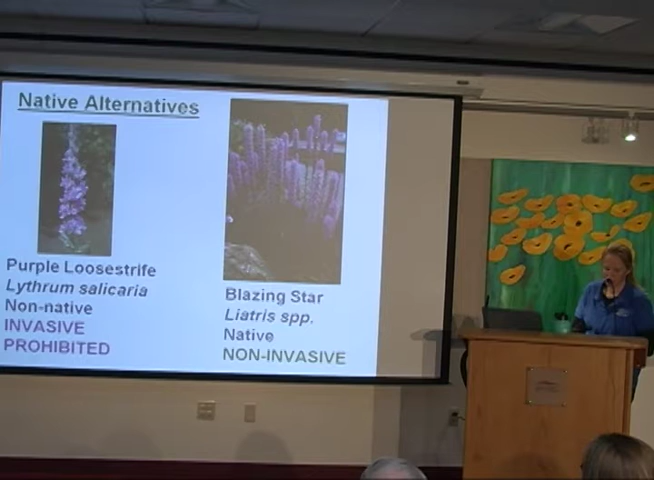 Native Alternatives
Purple Loosestrife
Lythrum salicaria
Non-native
INVASIVE
PROHIBITED
Blazing Star
Liatris spp.
Native
NON-INVASIVE